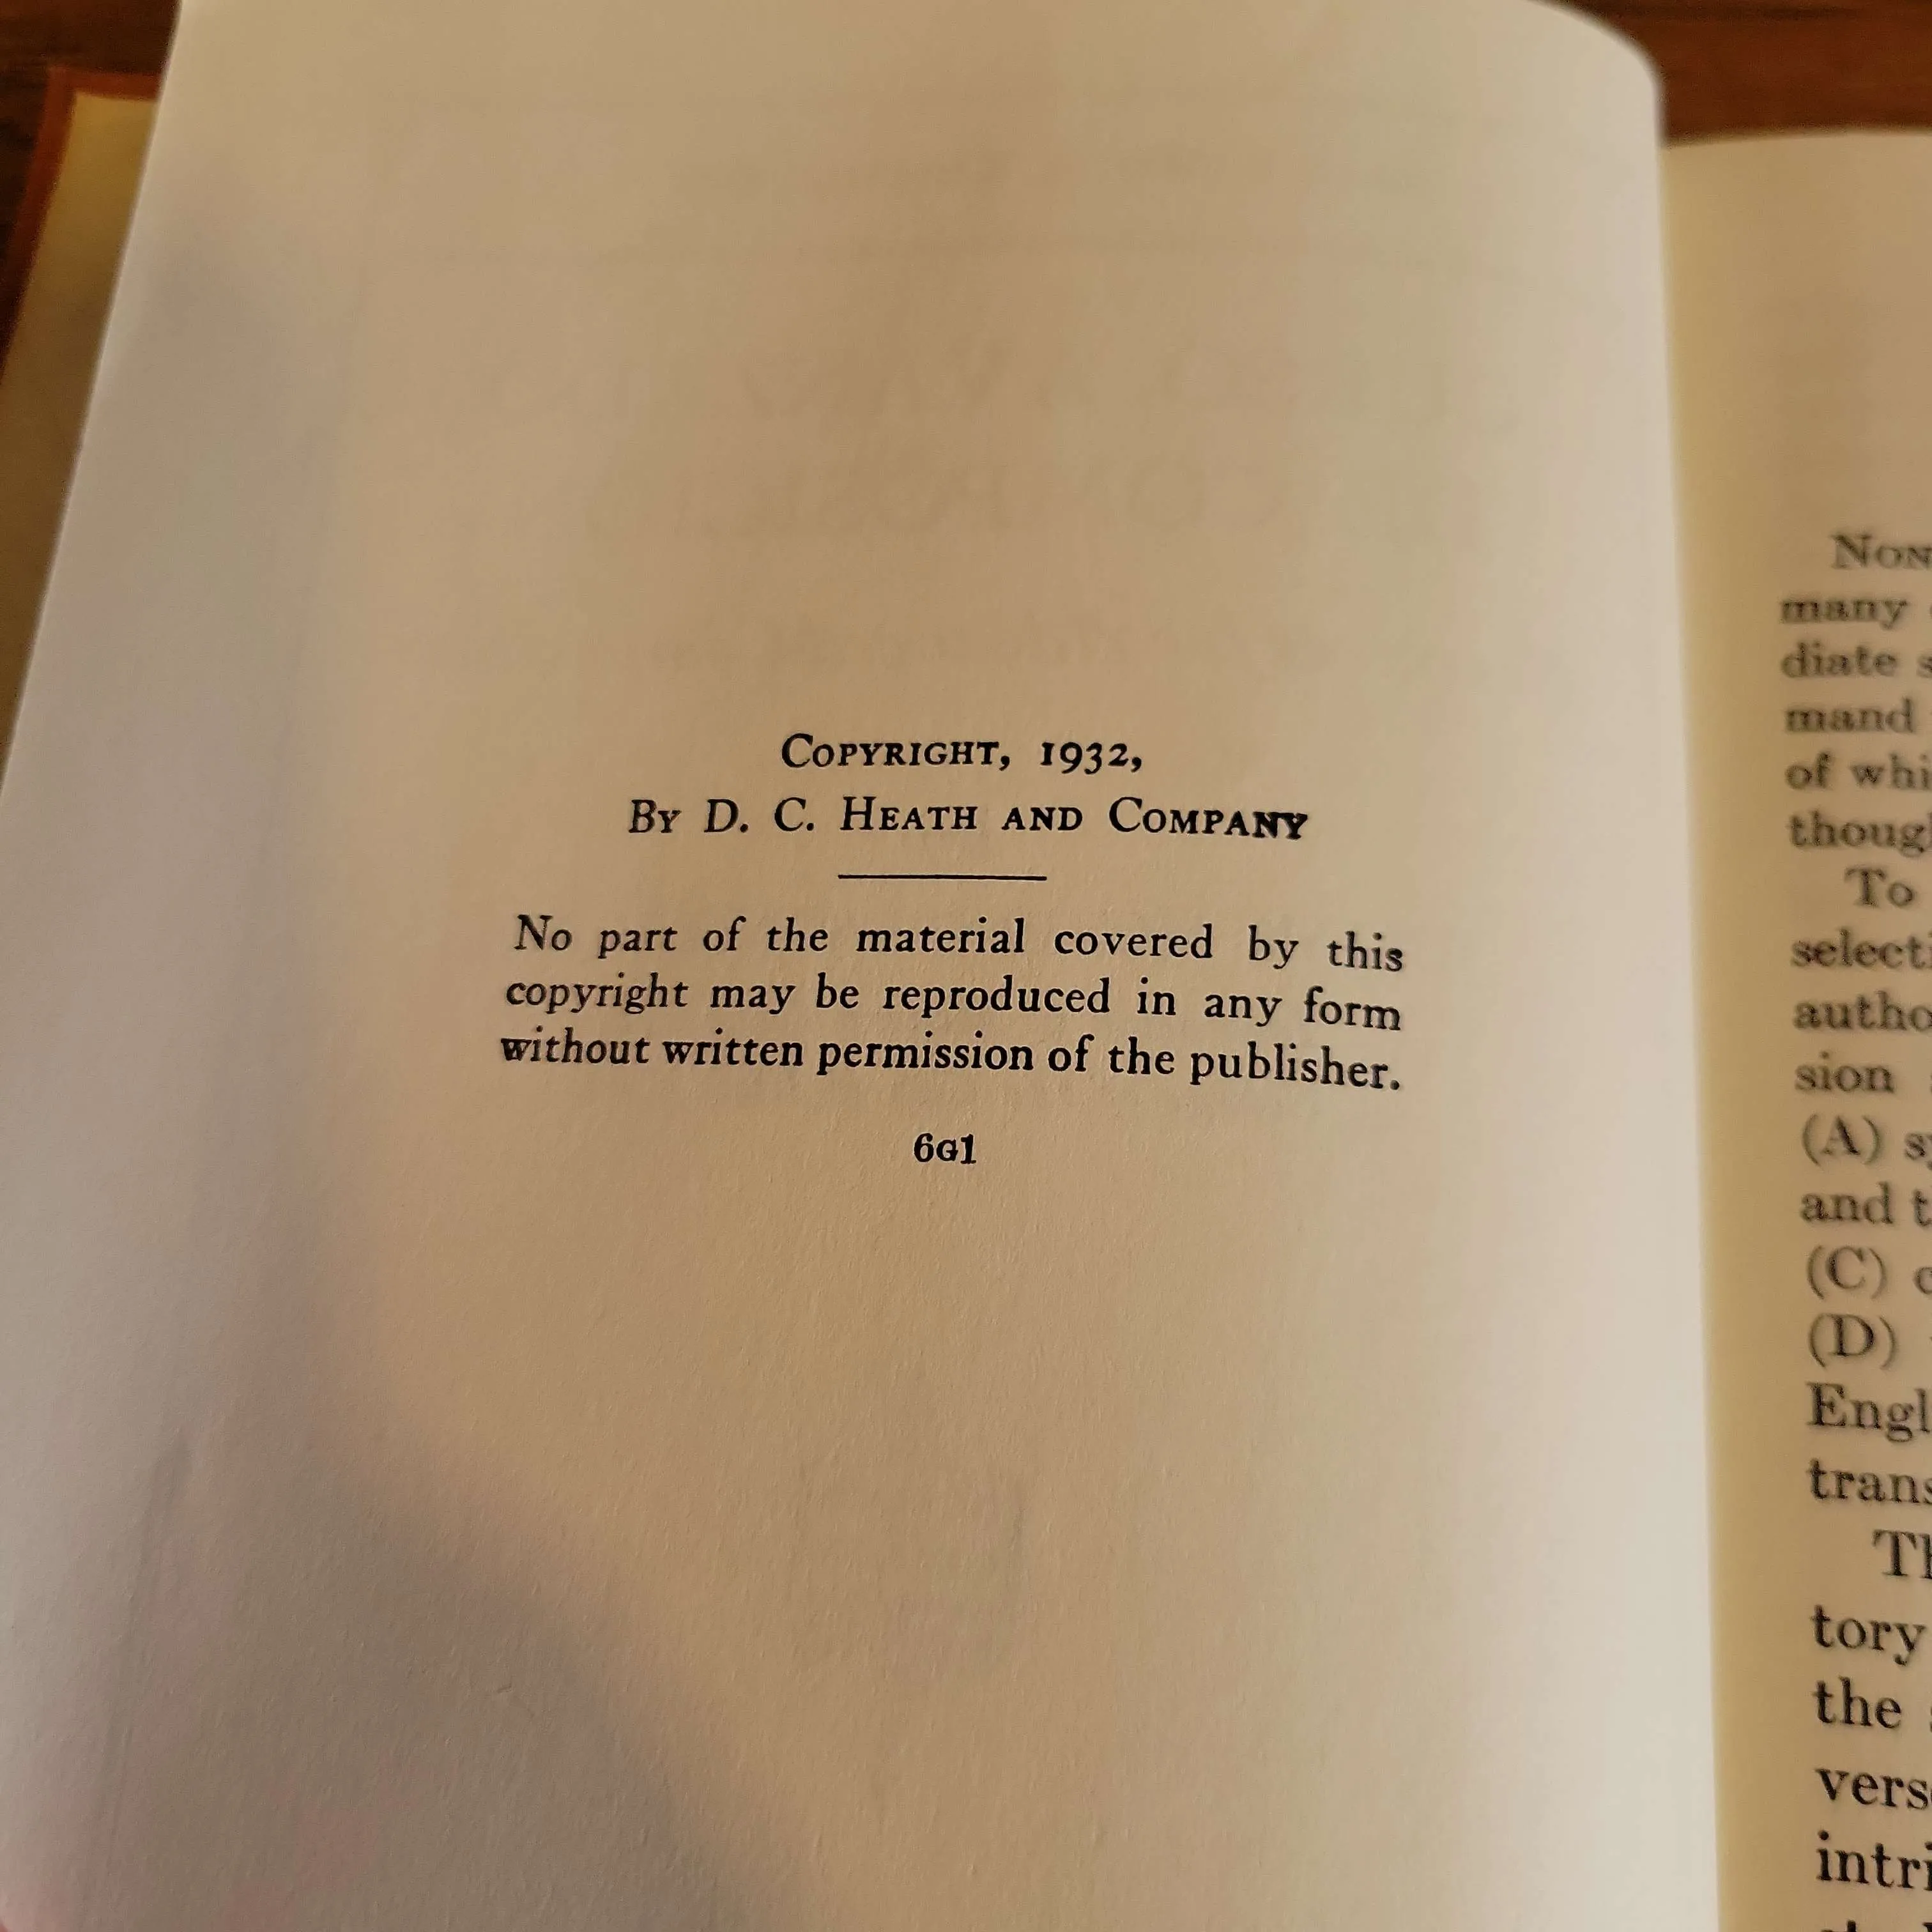 COPYRIGHT, 1932,
BY D. C. HEATH AND COMPANY
No part of the material covered by this
copyright may be reproduced in any form
without written permission of the publisher.
6G1
many
diate
mand
of
To
sion
(A)
and
(C)
(D)
tory
the